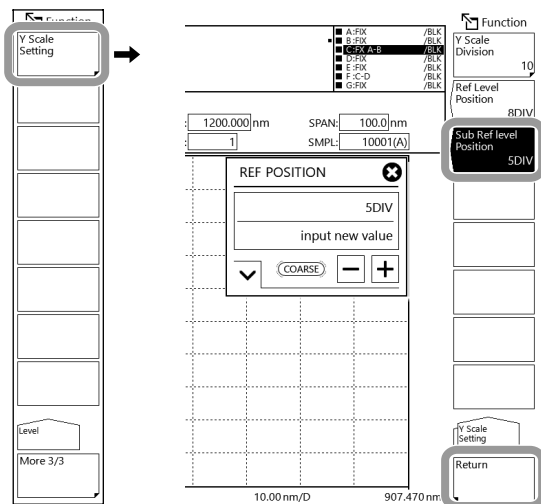 Function
Y Scale
Setting
Level
More 3/3
A:FIX /BLK
B:FIX /BLK
C:FIX A-B /BLK
D:FIX /BLK
E :FIX /BLK
F :C-D /BLK
G:FIX /BLK
: 1200.000 nm SPAN: 100.0 nm
: 1 SMPL: 10001(A)
REF POSITION
5DIV
input new value
COARSE
10.00 nm/D 907.470 nm
Function
Y Scale
Division
10
Ref Level
Position
8DIV
Sub Ref level
Position
5DIV
Y Scale
Setting
Return